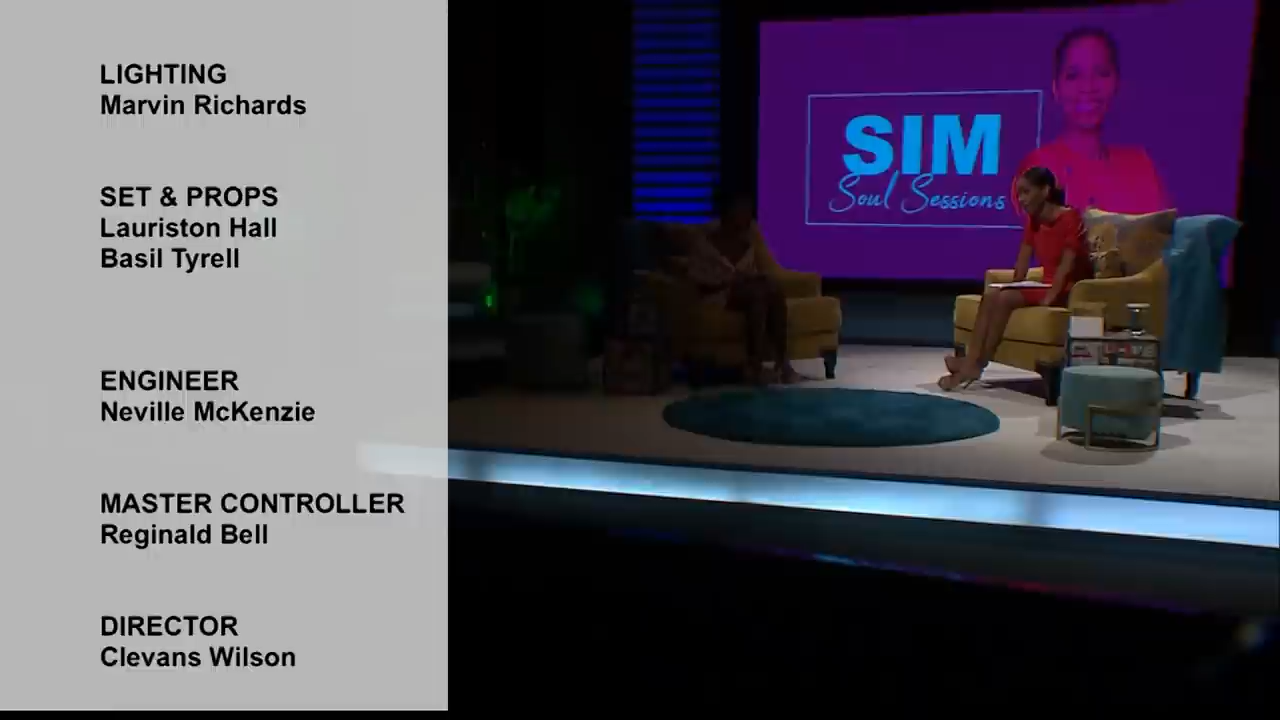 LIGHTING
Marvin Richards
SET & PROPS
Lauriston Hall
Basil Tyrell
ENGINEER
Neville McKenzie
MASTER CONTROLLER
Reginald Bell
DIRECTOR
Clevans Wilson
SIM
Soul Sessions